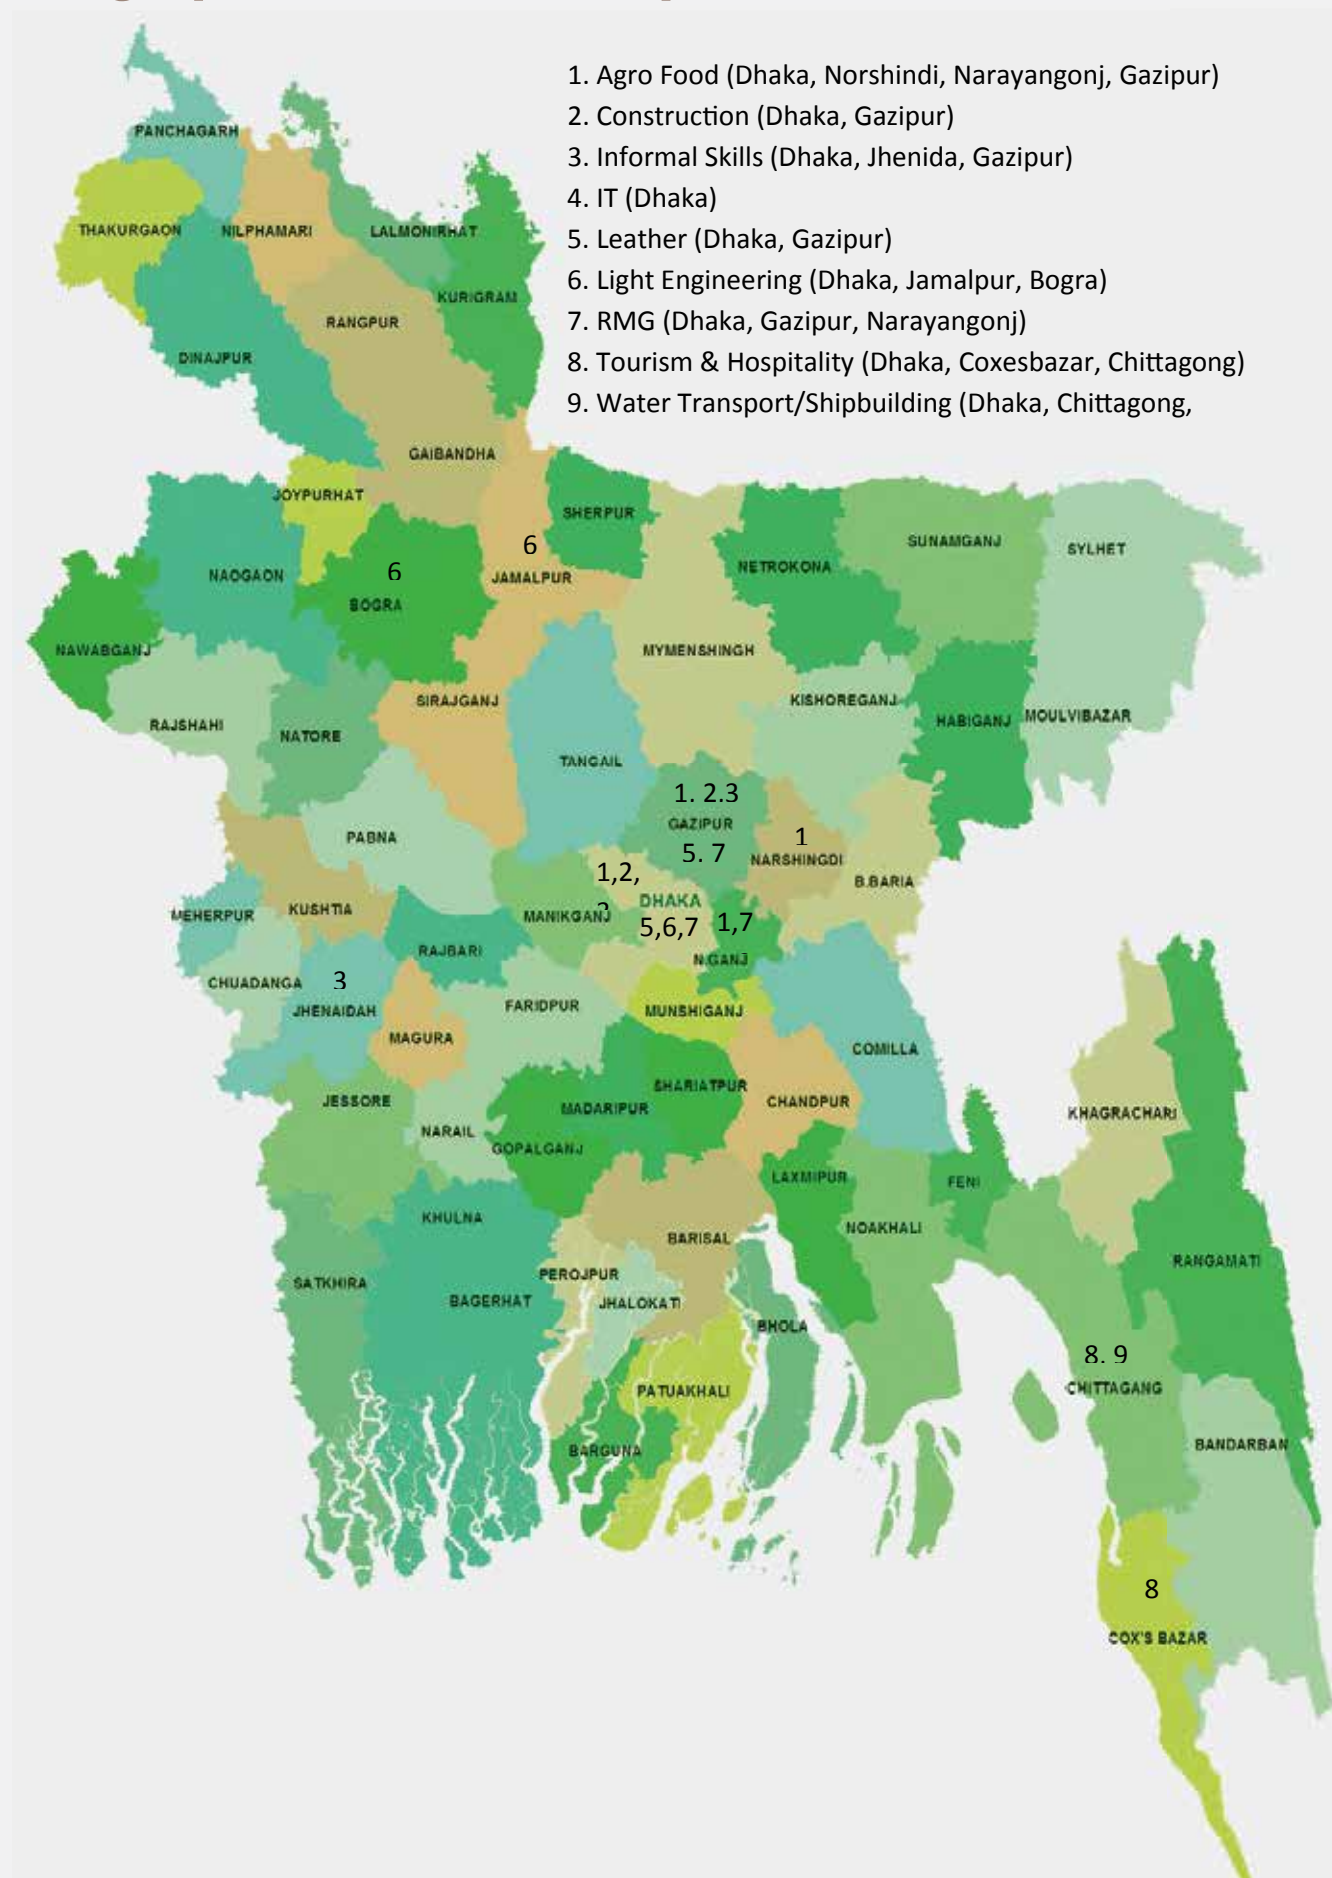 1. Agro Food (Dhaka, Norshindi, Narayangonj, Gazipur)
2. Construction (Dhaka, Gazipur)
3. Informal Skills (Dhaka, Jhenida, Gazipur)
4. IT (Dhaka)
5. Leather (Dhaka, Gazipur)
6. Light Engineering (Dhaka, Jamalpur, Bogra)
7. RMG (Dhaka, Gazipur, Narayangonj)
8. Tourism & Hospitality (Dhaka, Coxesbazar, Chittagong)
9. Water Transport/Shipbuilding (Dhaka, Chittagong,
PANCHAGARH
THAKURGAON
NILPHAMARI
LALMONIRHAT
KURIGRAM
RANGPUR
DINAJPUR
GAIBANDHA
JOYPURHAT
SHERPUR
6
JAMALPUR
NETROKONA
SUNAMGANJ
SYLHET
NAOGAON
6
BOGRA
NAWABGANJ
MYMENSHINGH
RAJSHAHI
NATORE
SIRAJGANJ
KISHOREGANJ
HABIGANJ
MOULVIBAZAR
TANGAIL
1. 2.3
GAZIPUR
5. 7
1
NARSHINGDI
PABNA
B.BARIA
1,2,
DHAKA
5,6,7
1,7
N.GANJ
MEHERPUR
KUSHTIA
MANIKGANJ
RAJBARI
CHUADANGA
3
JHENAIDAH
FARIDPUR
MUNSHIGANJ
MAGURA
COMILLA
JESSORE
SHARIATPUR
MADARIPUR
CHANDPUR
KHAGRACHARI
NARAIL
GOPALGANJ
LAXMIPUR
FENI
KHULNA
NOAKHALI
BARISAL
RANGAMATI
SATKHIRA
PEROJPUR
BAGERHAT
JHALOKATI
BHOLA
8. 9
CHITTAGANG
PATUAKHALI
BARGUNA
BANDARBAN
8
COX'S BAZAR